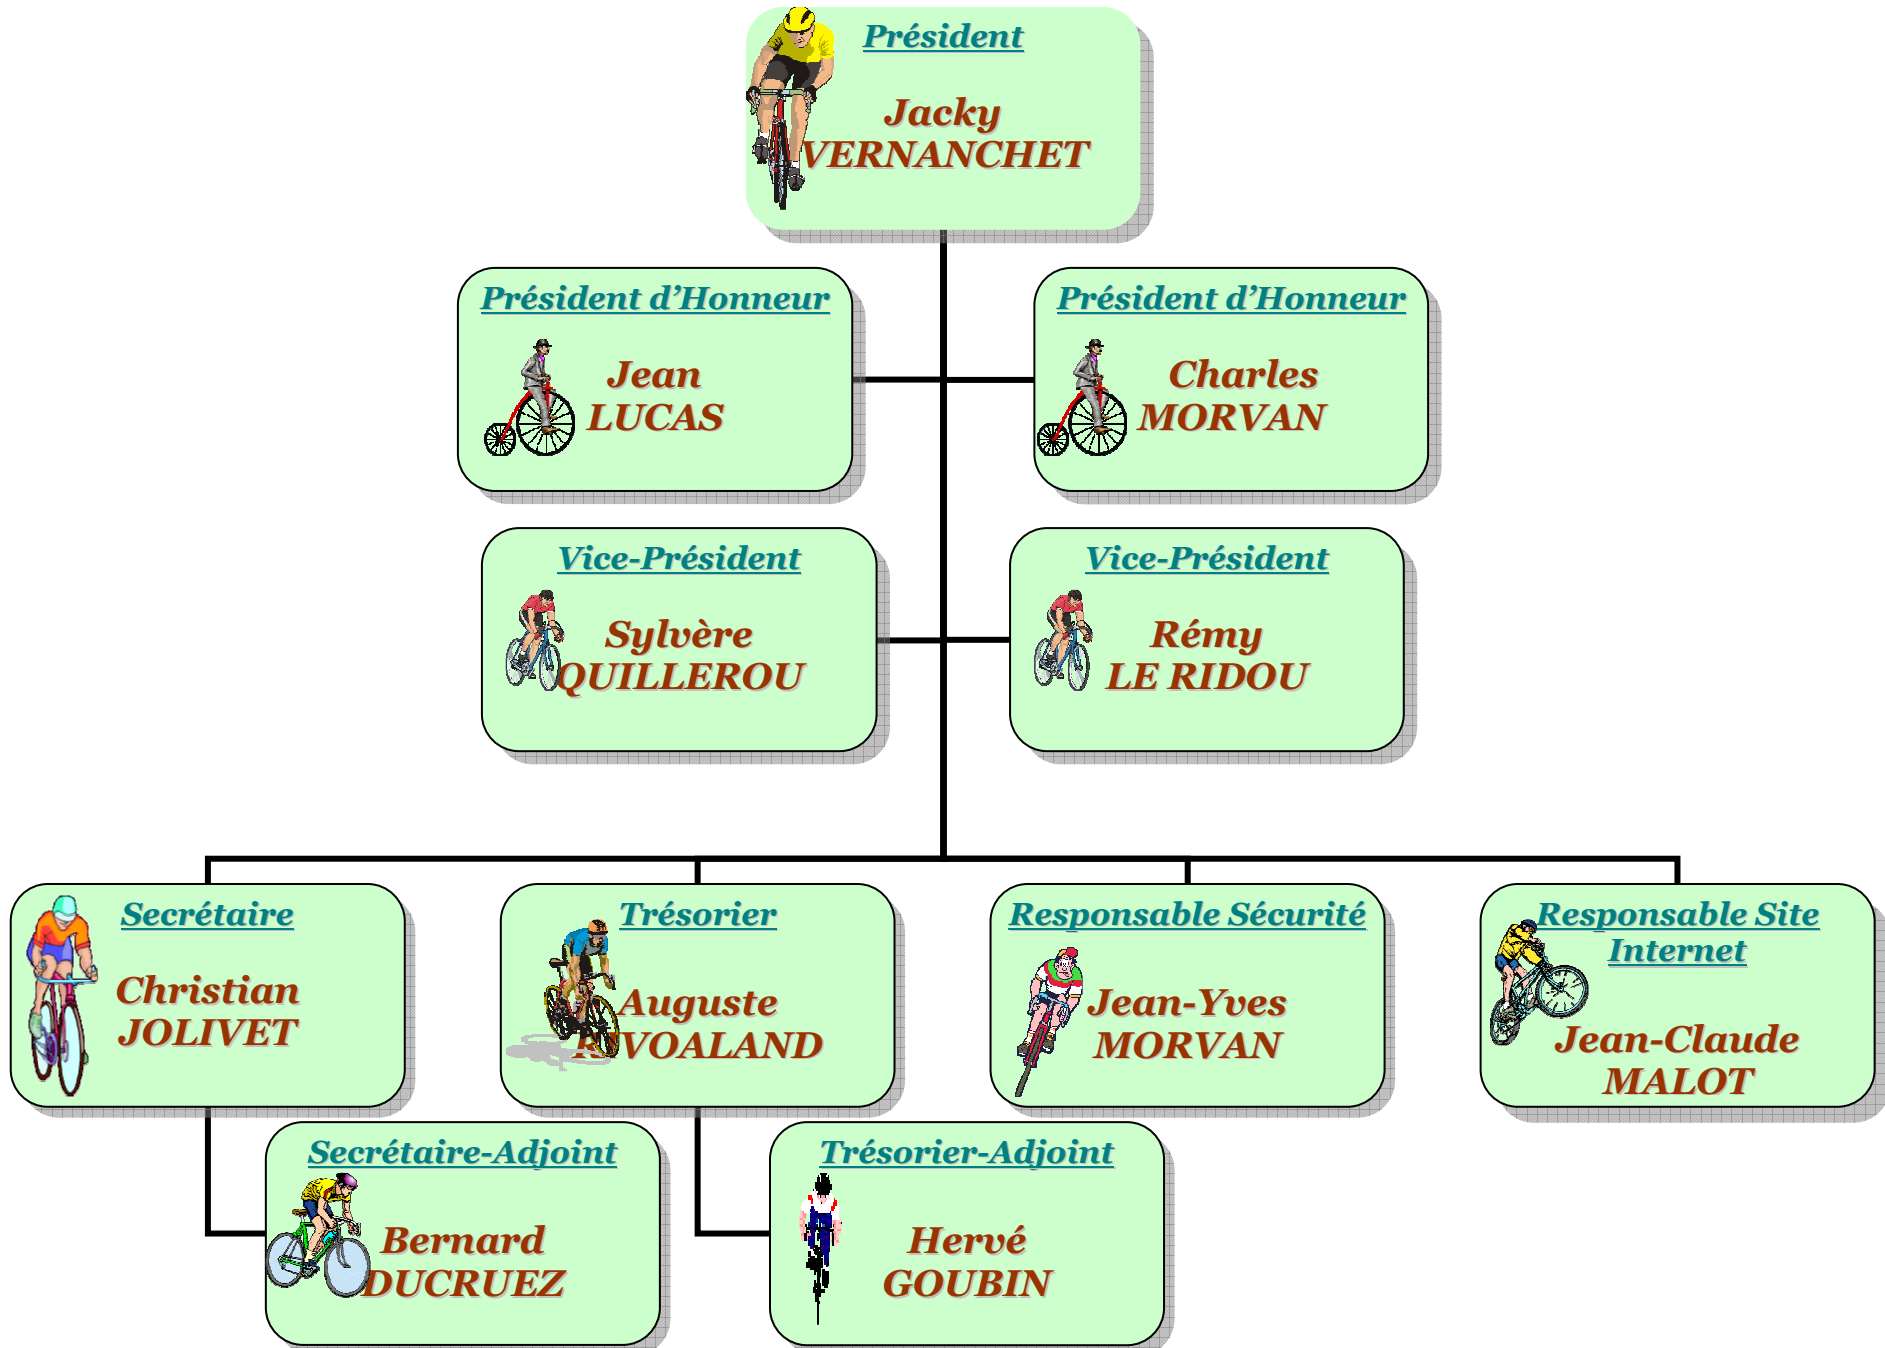 Président
Jacky
VERNANCHET
Président d’Honneur
Jean
LUCAS
Président d’Honneur
Charles
MORVAN
Vice-Président
Sylvère
QUILLEROU
Vice-Président
Rémy
LE RIDOU
Secrétaire
Christian
JOLIVET
Trésorier
Auguste
Responsable Sécurité
Jean-Yves
MORVAN
Responsable Site
Internet
Jean-Claude
MALOT
Secrétaire-Adjoint
Bernard
DUCRUEZ
Trésorier-Adjoint
Hervé
GOUBIN